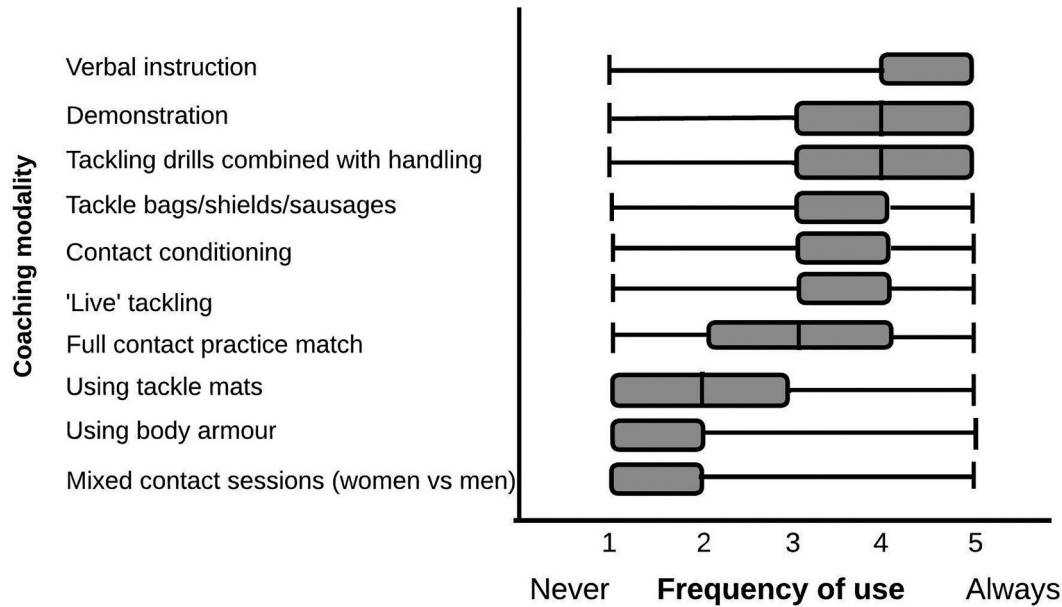 Coaching modality
Verbal instruction
Demonstration
Tackling drills combined with handling
Tackle bags/shields/sausages
Contact conditioning
'Live' tackling
Full contact practice match
Using tackle mats
Using body armour
Mixed contact sessions (women vs men)
1 2 3 4 5
Never Frequency of use Always